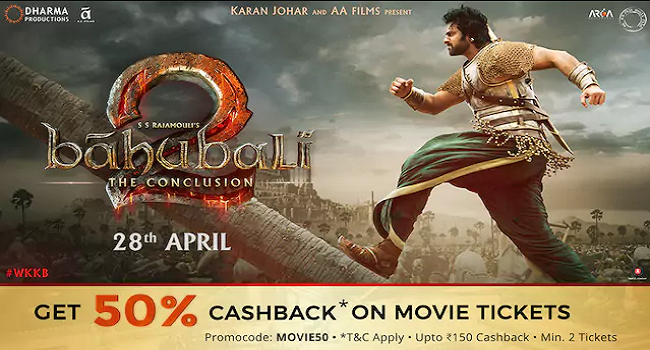 DHARMA
PRODUCTIONS
KARAN JOHAR AND AA FILMS PRESENT
ARKA
2
S S RAJAMOULI'S
bāhubalī
THE CONCLUSION
28th APRIL
#WKKB
GET 50% CASHBACK* ON MOVIE TICKETS
Promocode: MOVIE50 • *T&C Apply • Upto ₹150 Cashback • Min. 2 Tickets